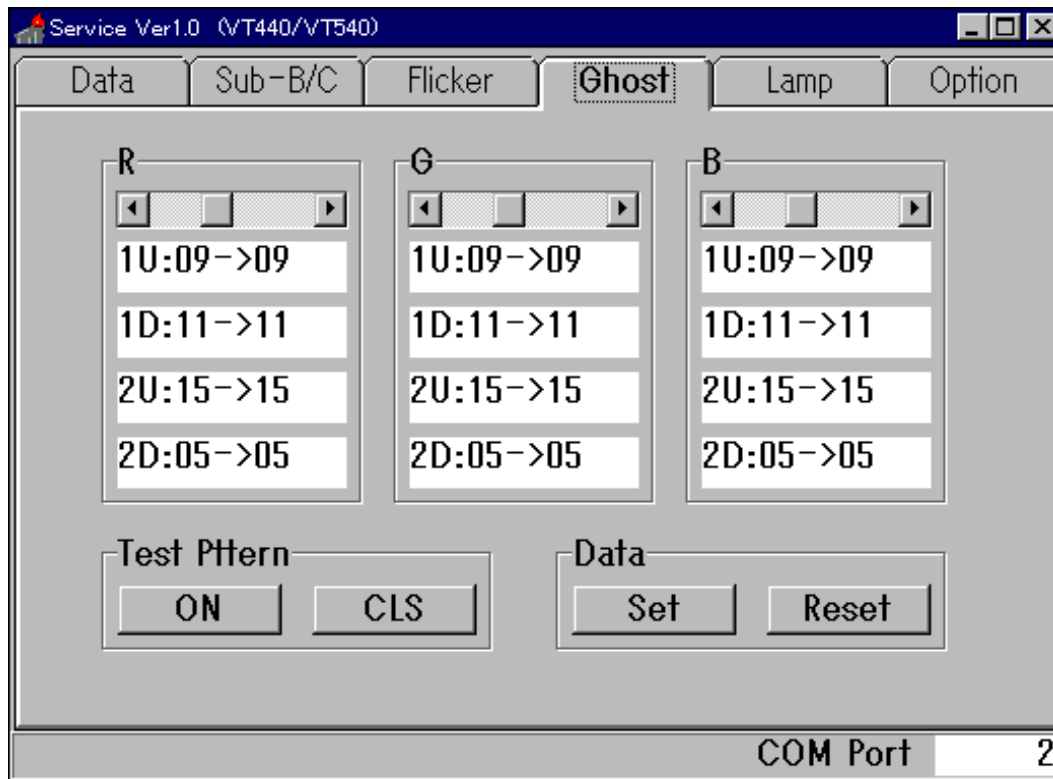 Service Ver1.0 (VT440/VT540)
Data Sub-B/C Flicker Ghost Lamp Option
R G B
1U:09->09 1U:09->09 1U:09->09
1D:11->11 1D:11->11 1D:11->11
2U:15->15 2U:15->15 2U:15->15
2D:05->05 2D:05->05 2D:05->05
Test Pttern Data
ON CLS Set Reset
COM Port 2